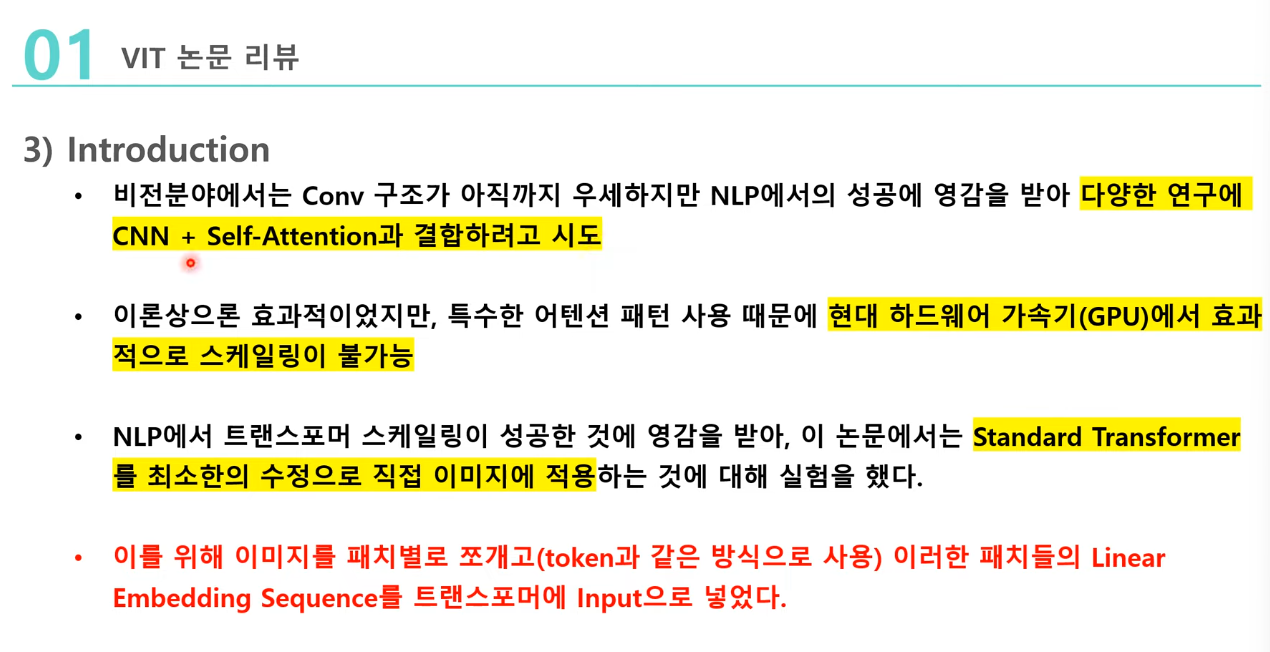 01 VIT 논문 리뷰
3) Introduction
• 비전분야에서는 Conv 구조가 아직까지 우세하지만 NLP에서의 성공에 영감을 받아 다양한 연구에
CNN + Self-Attention과 결합하려고 시도
• 이론상으론 효과적이었지만, 특수한 어텐션 패턴 사용 때문에 현대 하드웨어 가속기(GPU)에서 효과
적으로 스케일링이 불가능
• NLP에서 트랜스포머 스케일링이 성공한 것에 영감을 받아, 이 논문에서는 Standard Transformer
를 최소한의 수정으로 직접 이미지에 적용하는 것에 대해 실험을 했다.
• 이를 위해 이미지를 패치별로 쪼개고(token과 같은 방식으로 사용) 이러한 패치들의 Linear
Embedding Sequence를 트랜스포머에 Input으로 넣었다.